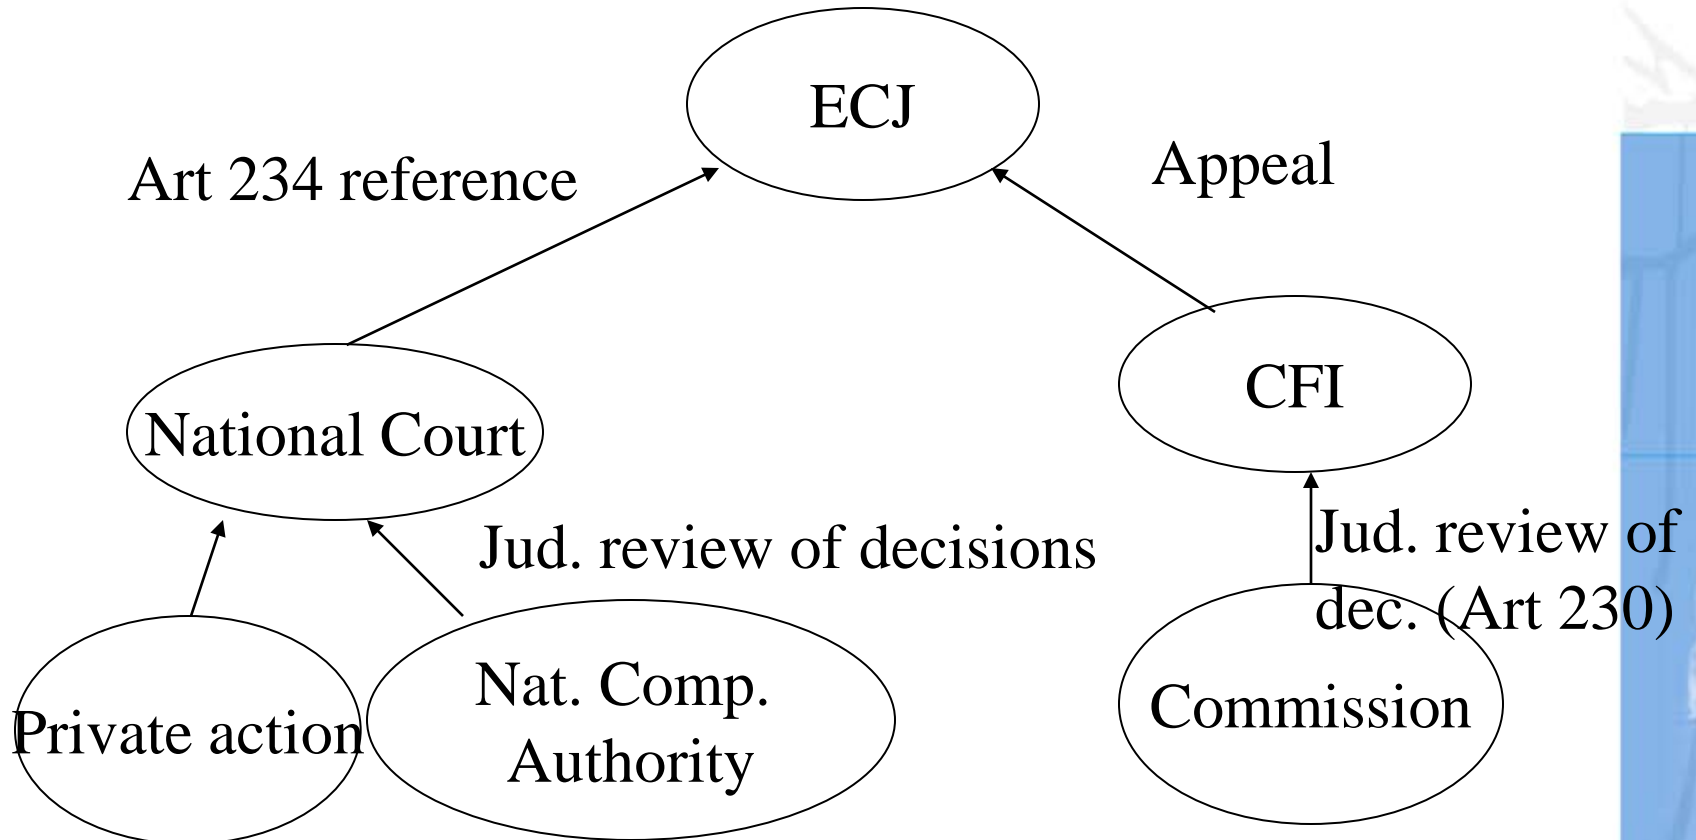 ECJ
Art 234 reference
Appeal
National Court
CFI
Jud. review of decisions
Jud. review of
dec. (Art 230)
Private action
Nat. Comp.
Authority
Commission